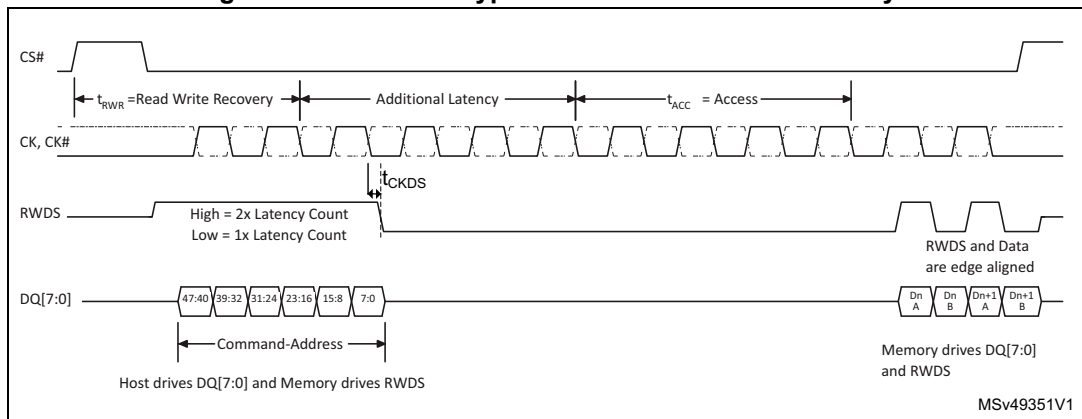 CS#
tRWR =Read Write Recovery
Additional Latency
tACC = Access
CK, CK#
tCKDS
RWDS
High = 2x Latency Count
Low = 1x Latency Count
RWDS and Data
are edge aligned
DQ[7:0]
47:40 39:32 31:24 23:16 15:8 7:0
Dn A Dn B Dn+1 A Dn+1 B
Command-Address
Memory drives DQ[7:0]
and RWDS
Host drives DQ[7:0] and Memory drives RWDS
MSv49351V1